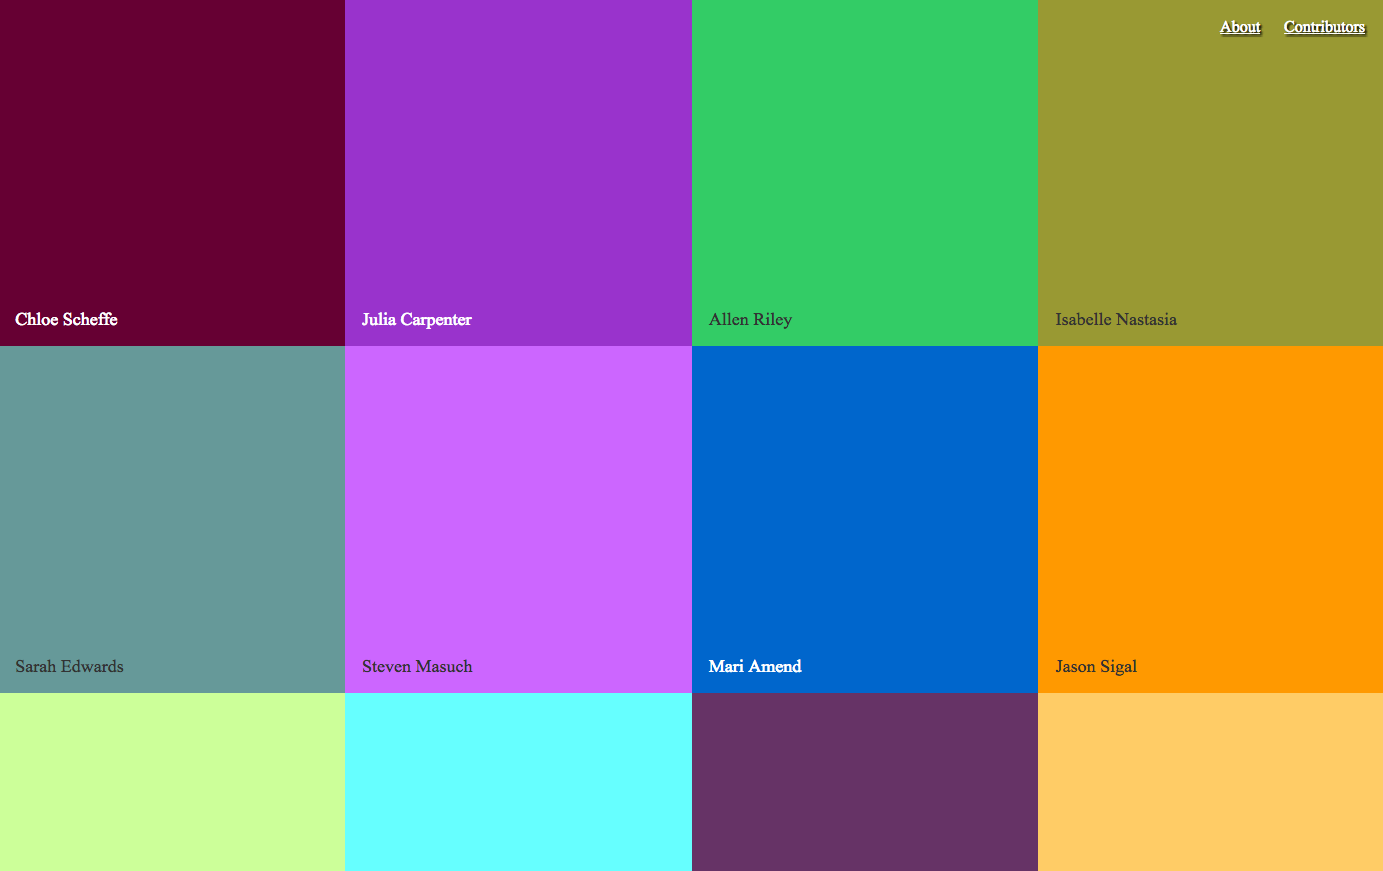 About Contributors
Chloe Scheffe
Julia Carpenter
Allen Riley
Isabelle Nastasia
Sarah Edwards
Steven Masuch
Mari Amend
Jason Sigal